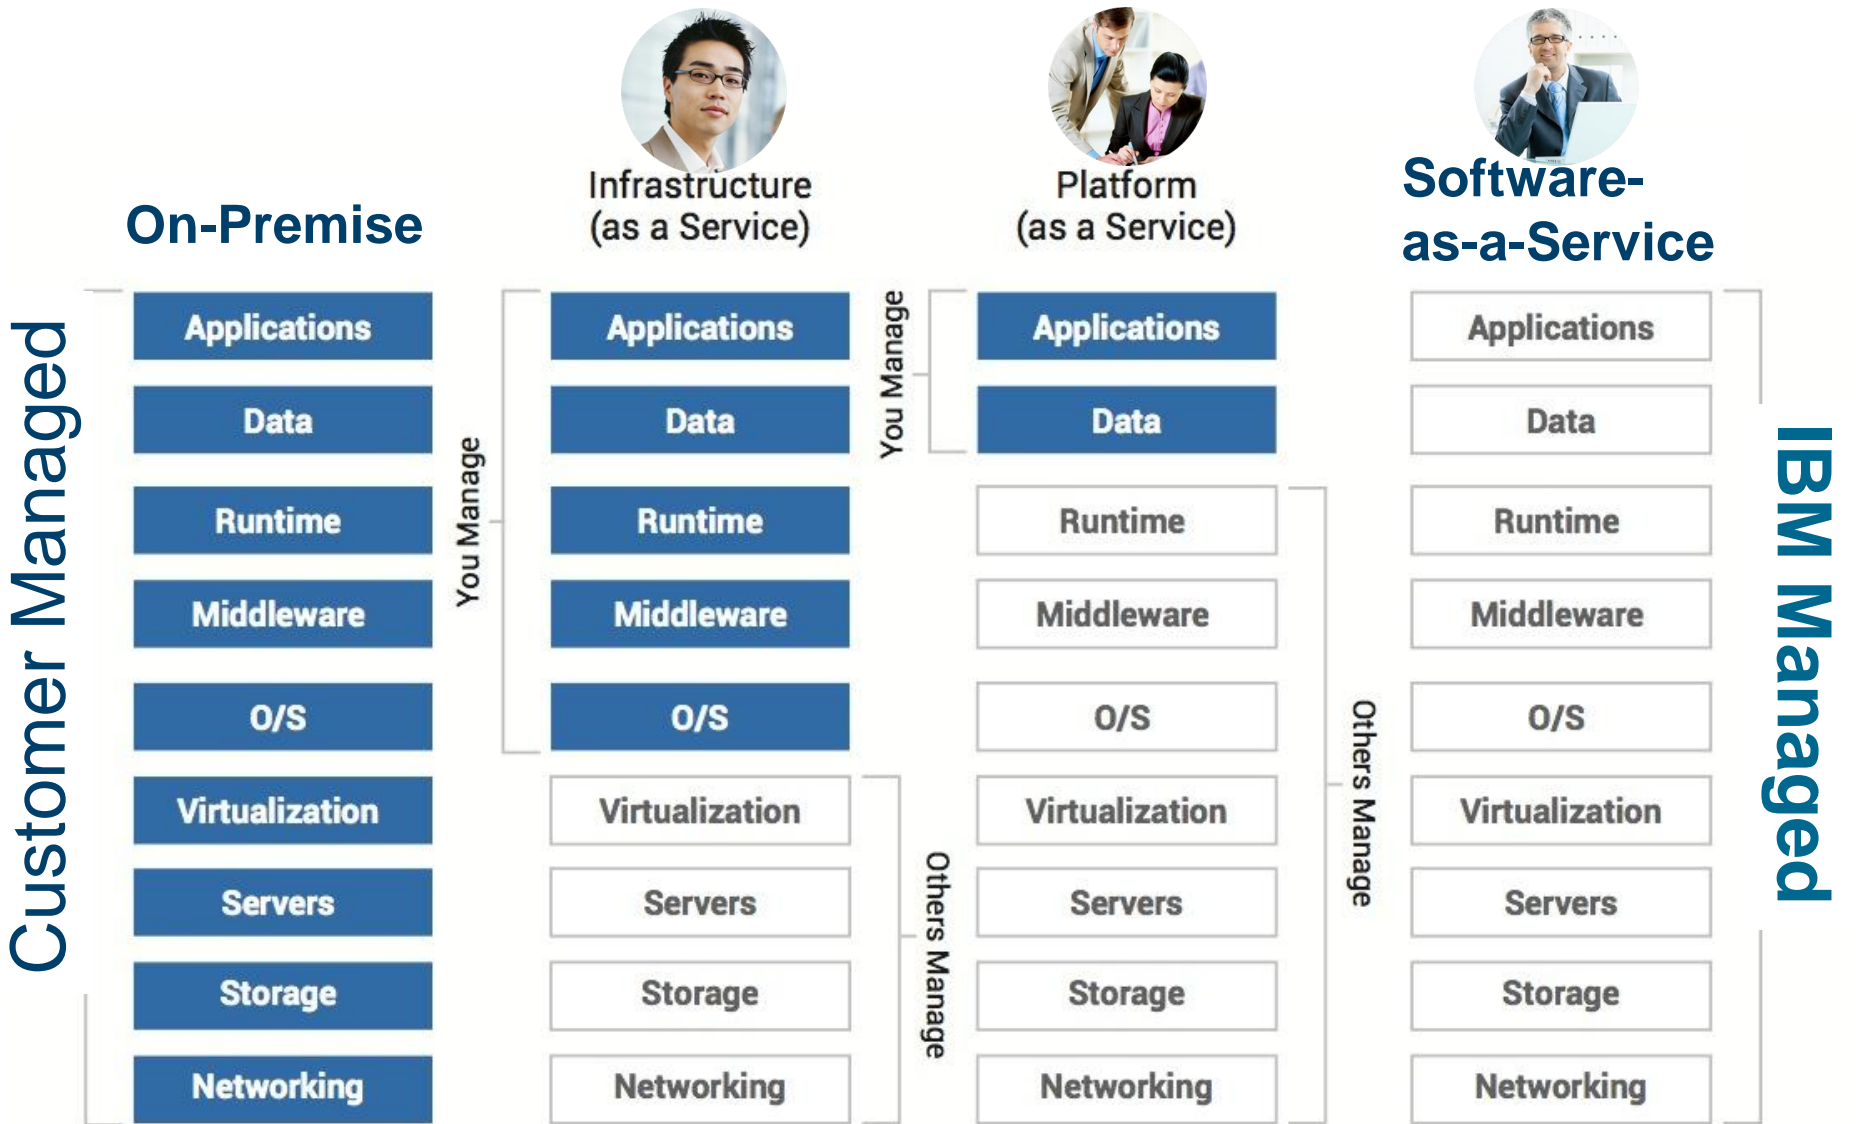 On-Premise
Infrastructure
(as a Service)
Platform
(as a Service)
Software-
as-a-Service
Customer Managed
Applications
Data
Runtime
Middleware
O/S
Virtualization
Servers
Storage
Networking
You Manage
Applications
Data
Runtime
Middleware
O/S
Virtualization
Servers
Storage
Networking
Others Manage
You Manage
Applications
Data
Runtime
Middleware
O/S
Virtualization
Servers
Storage
Networking
Others Manage
Applications
Data
Runtime
Middleware
O/S
Virtualization
Servers
Storage
Networking
IBM Managed